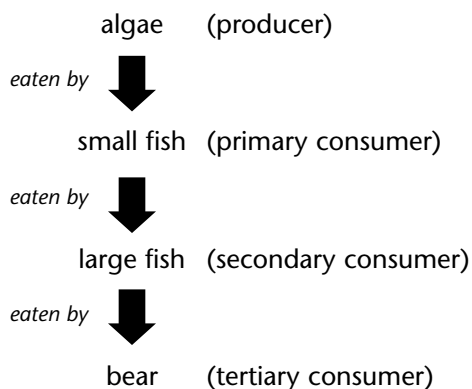 algae (producer)
eaten by
small fish (primary consumer)
eaten by
large fish (secondary consumer)
eaten by
bear (tertiary consumer)